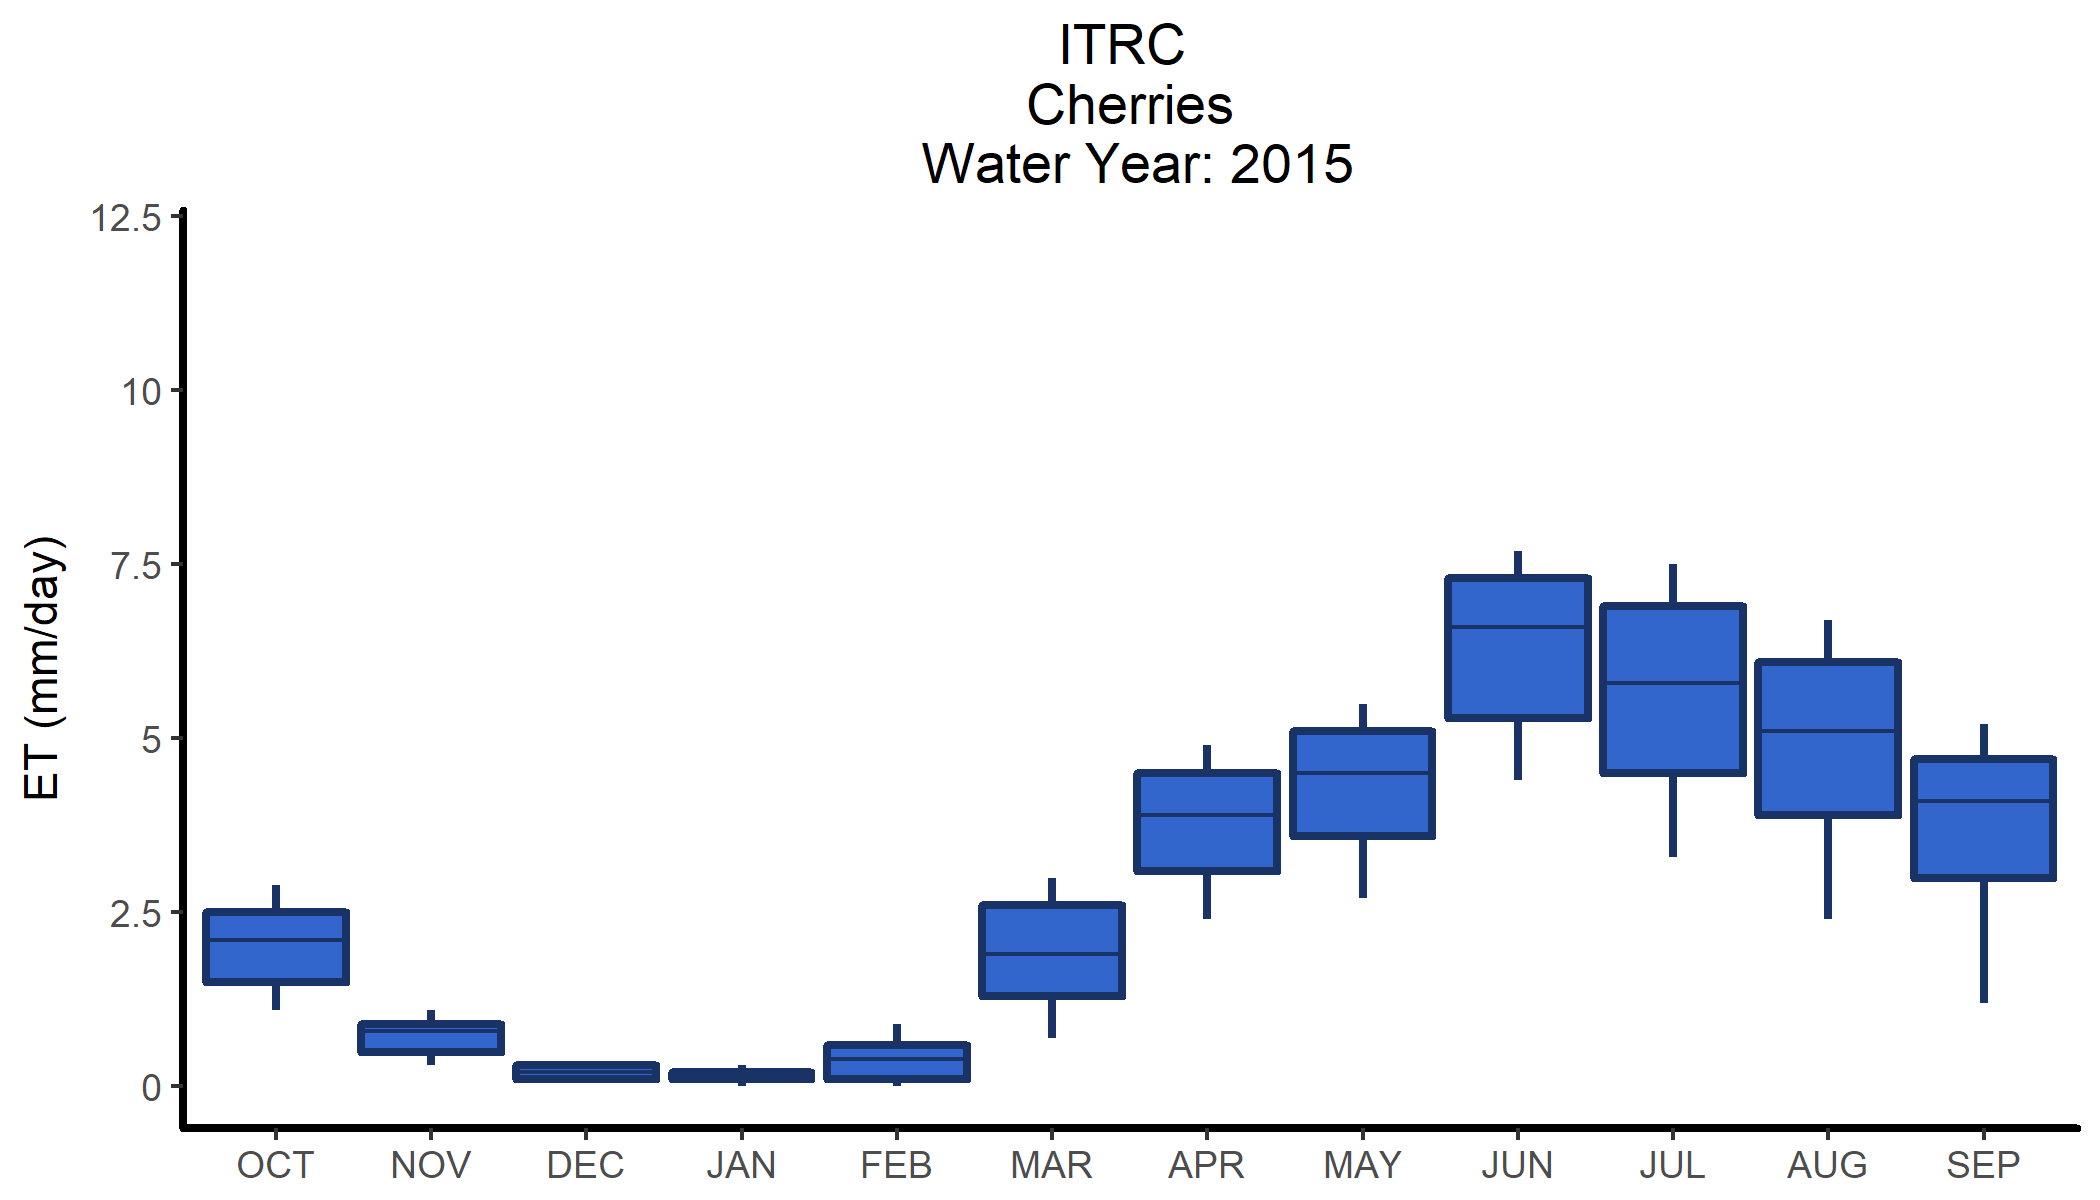 ITRC
Cherries
Water Year: 2015
12.5
10
7.5
5
2.5
0
ET (mm/day)
OCT NOV DEC JAN FEB MAR APR MAY JUN JUL AUG SEP